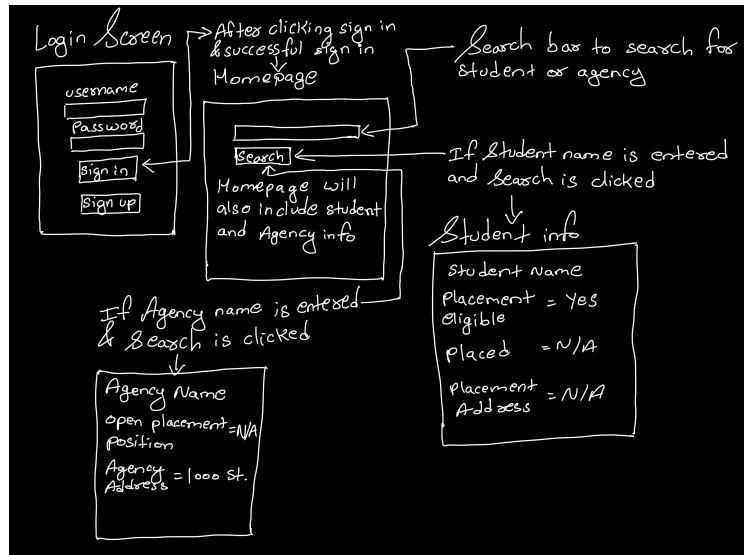 Login Screen
username
Password
Sign in
Sign up
After clicking sign in
& successful sign in
Homepage
Search
Homepage will
also include student
and Agency info
Search bar to search for
student or agency
If Student name is entered
and Search is clicked
Student info
Student Name
Placement = Yes
eligible
Placed = N/A
Placement = N/A
Address
If Agency name is entered
& Search is clicked
Agency Name
open placement = N/A
position
Agency = 1000 St.
Address